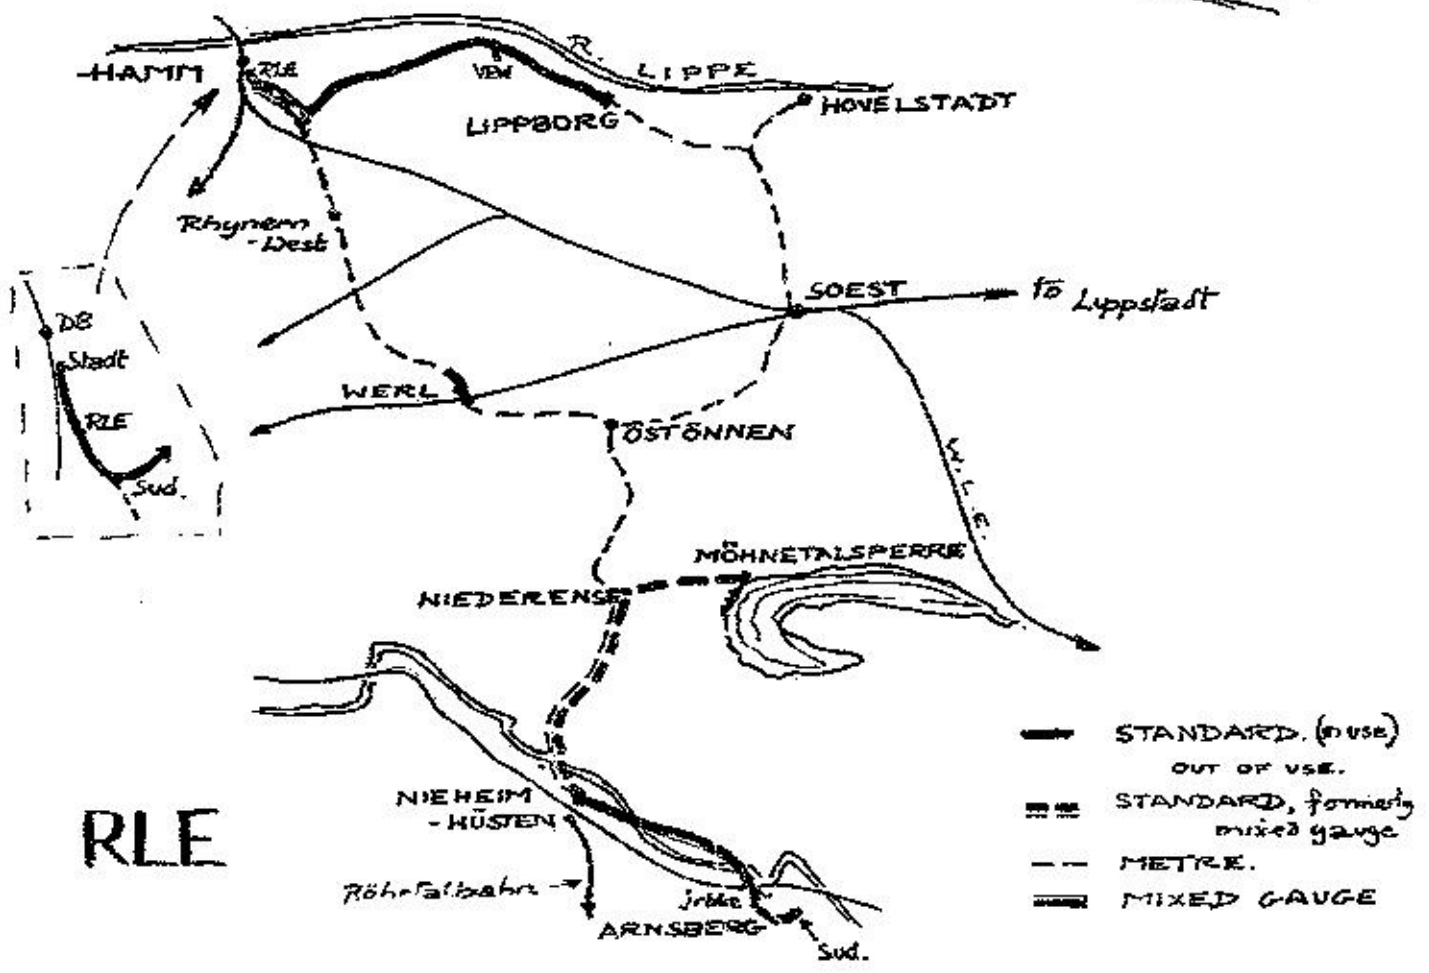 -HAMM
RLE
VEW
R. LIPPE
LIPPBORG
HOVELSTADT
Rhynern
-West
SOEST
to Lippstadt
DB
Stadt
RLE
Sud.
WERL
ÖSTÖNNEN
W.L.E.
MÖHNETALSPERRE
NIEDERENSE
NIEHEIM
-HÜSTEN
Röhrtalbahn
jnbke
ARNSBERG
Sud.
RLE
STANDARD. (in use)
OUT OF USE.
STANDARD, formerly
mixed gauge
METRE.
MIXED GAUGE